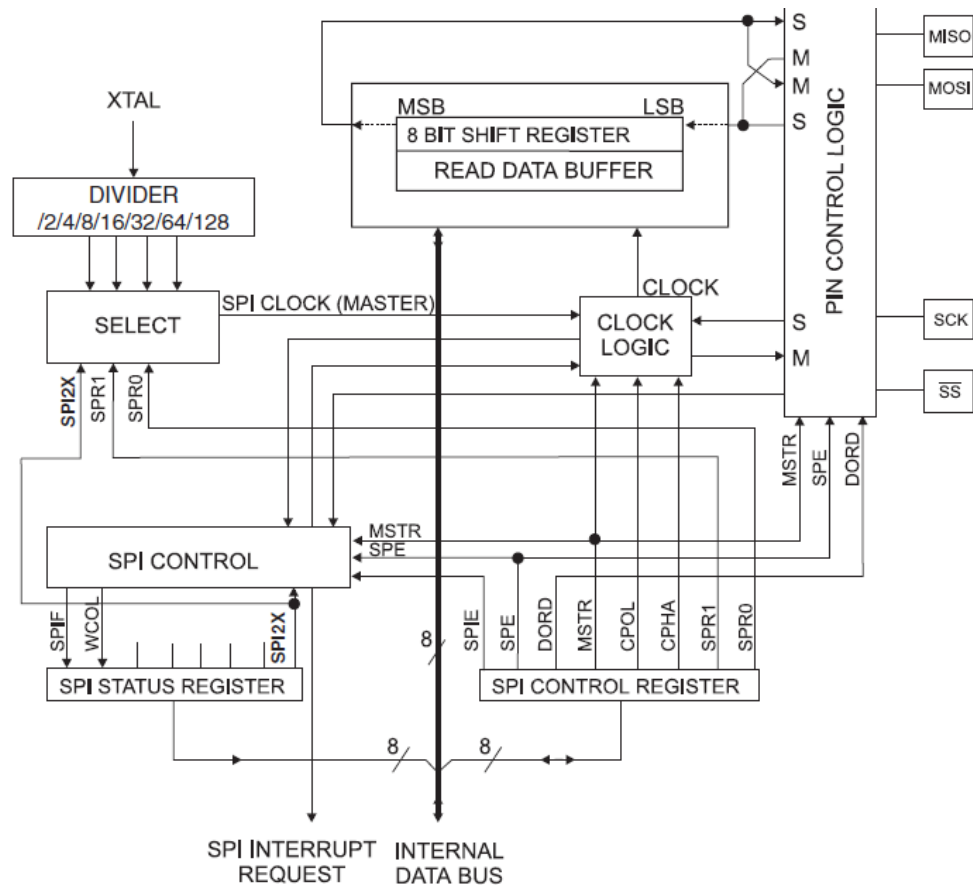 S
MISO
M
M
MOSI
XTAL
MSB
LSB
S
8 BIT SHIFT REGISTER
READ DATA BUFFER
DIVIDER
/2/4/8/16/32/64/128
PIN CONTROL LOGIC
SPI CLOCK (MASTER)
CLOCK
SELECT
CLOCK
LOGIC
S
M
SCK
SS
SPI2X
SPR1
SPR0
MSTR
SPE
DORD
MSTR
SPE
SPI CONTROL
SPIF
WCOL
SPI2X
8
SPIE
SPE
DORD
MSTR
CPOL
CPHA
SPR1
SPR0
SPI STATUS REGISTER
SPI CONTROL REGISTER
8
8
SPI INTERRUPT
REQUEST
INTERNAL
DATA BUS